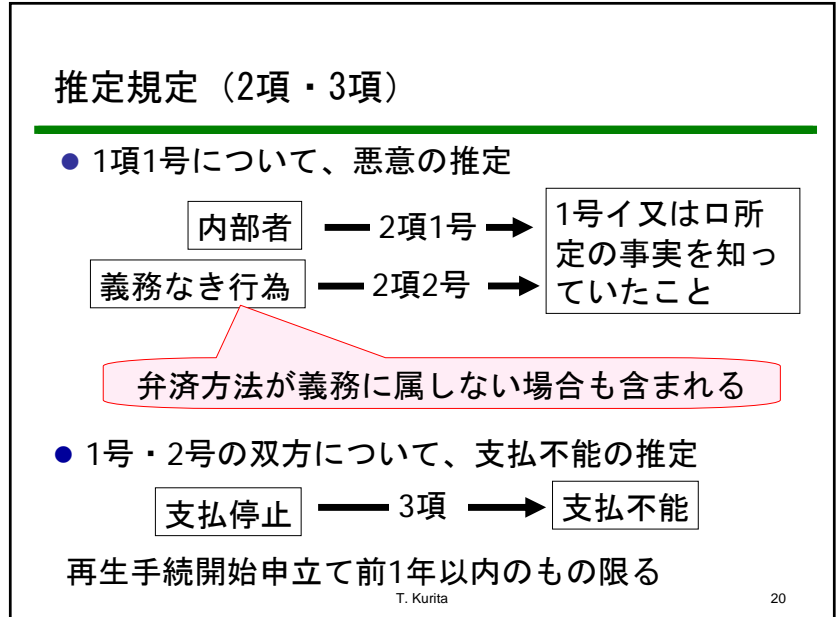 推定規定（2項・3項）
● 1項1号について、悪意の推定
内部者 2項1号
義務なき行為 2項2号
1号イ又はロ所
定の事実を知っ
ていたこと
弁済方法が義務に属しない場合も含まれる
● 1号・2号の双方について、支払不能の推定
支払停止 3項 支払不能
再生手続開始申立て前1年以内のもの限る
T. Kurita 20